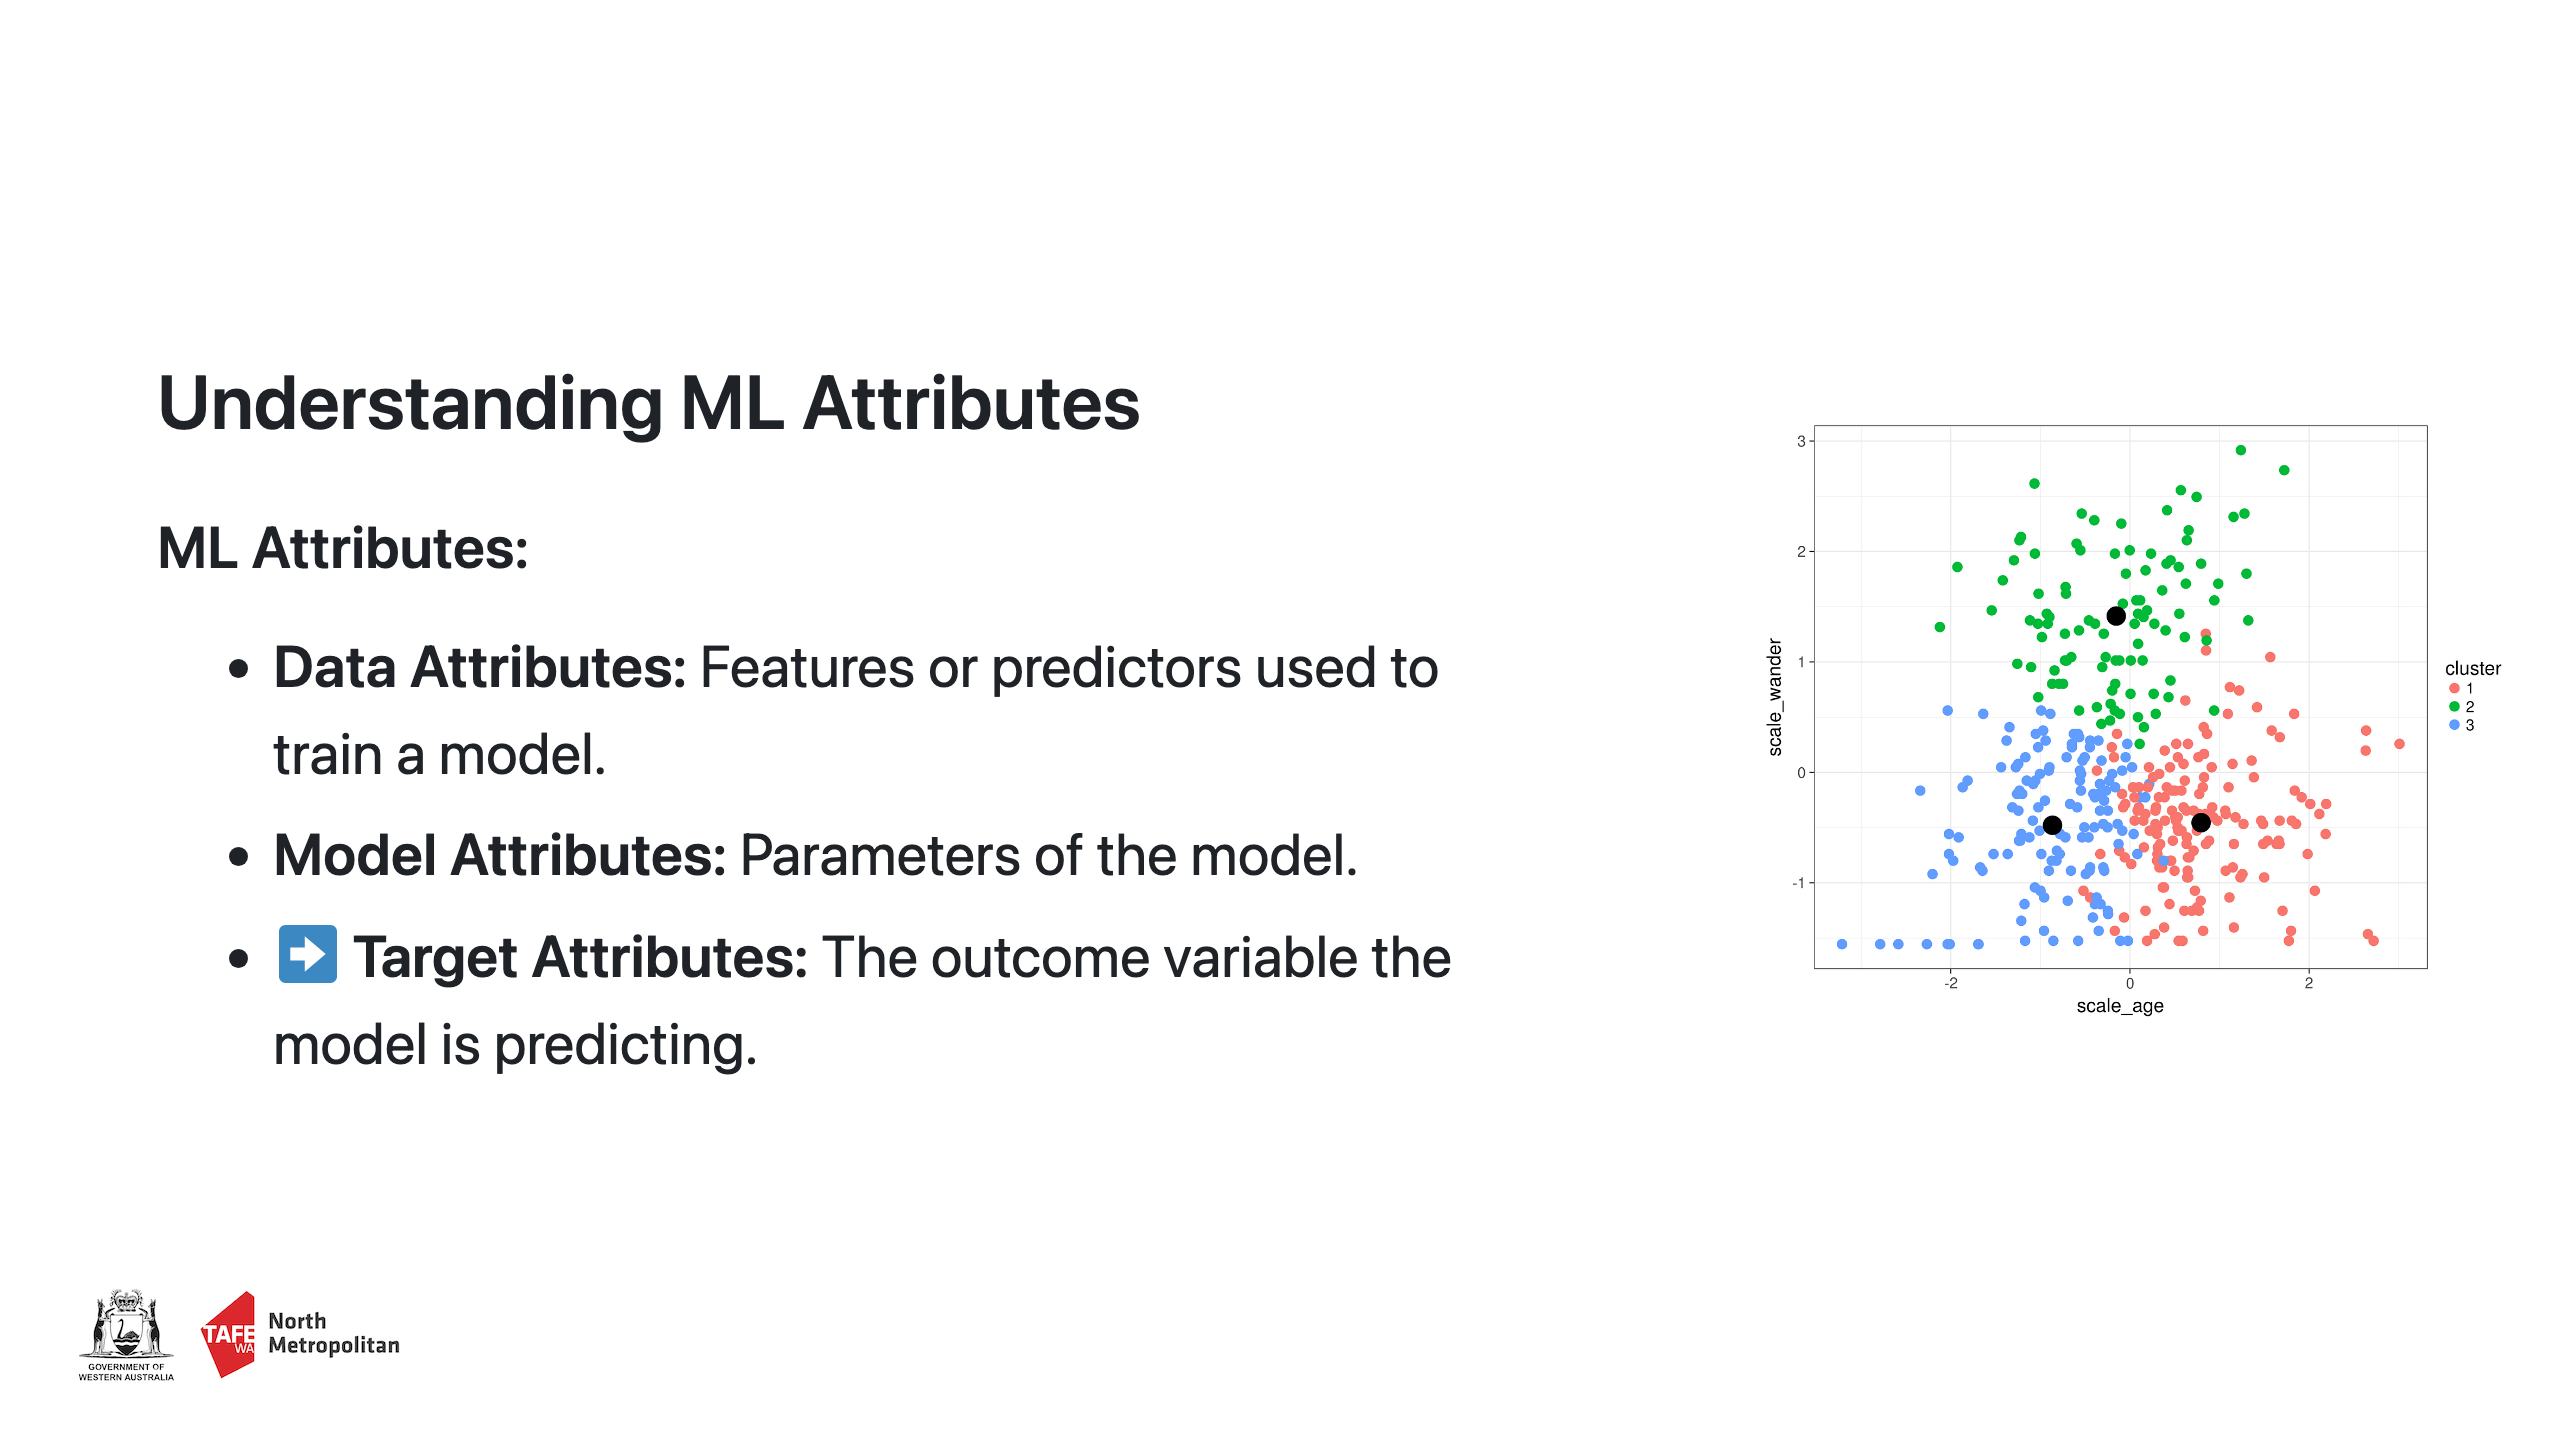 Understanding ML Attributes
ML Attributes:
• Data Attributes: Features or predictors used to
train a model.
• Model Attributes: Parameters of the model.
• ➡️ Target Attributes: The outcome variable the
model is predicting.
3
2
1
0
-1
scale_wander
-2
0
2
scale_age
cluster
1
2
3
GOVERNMENT OF
WESTERN AUSTRALIA
TAFE
WA
North
Metropolitan